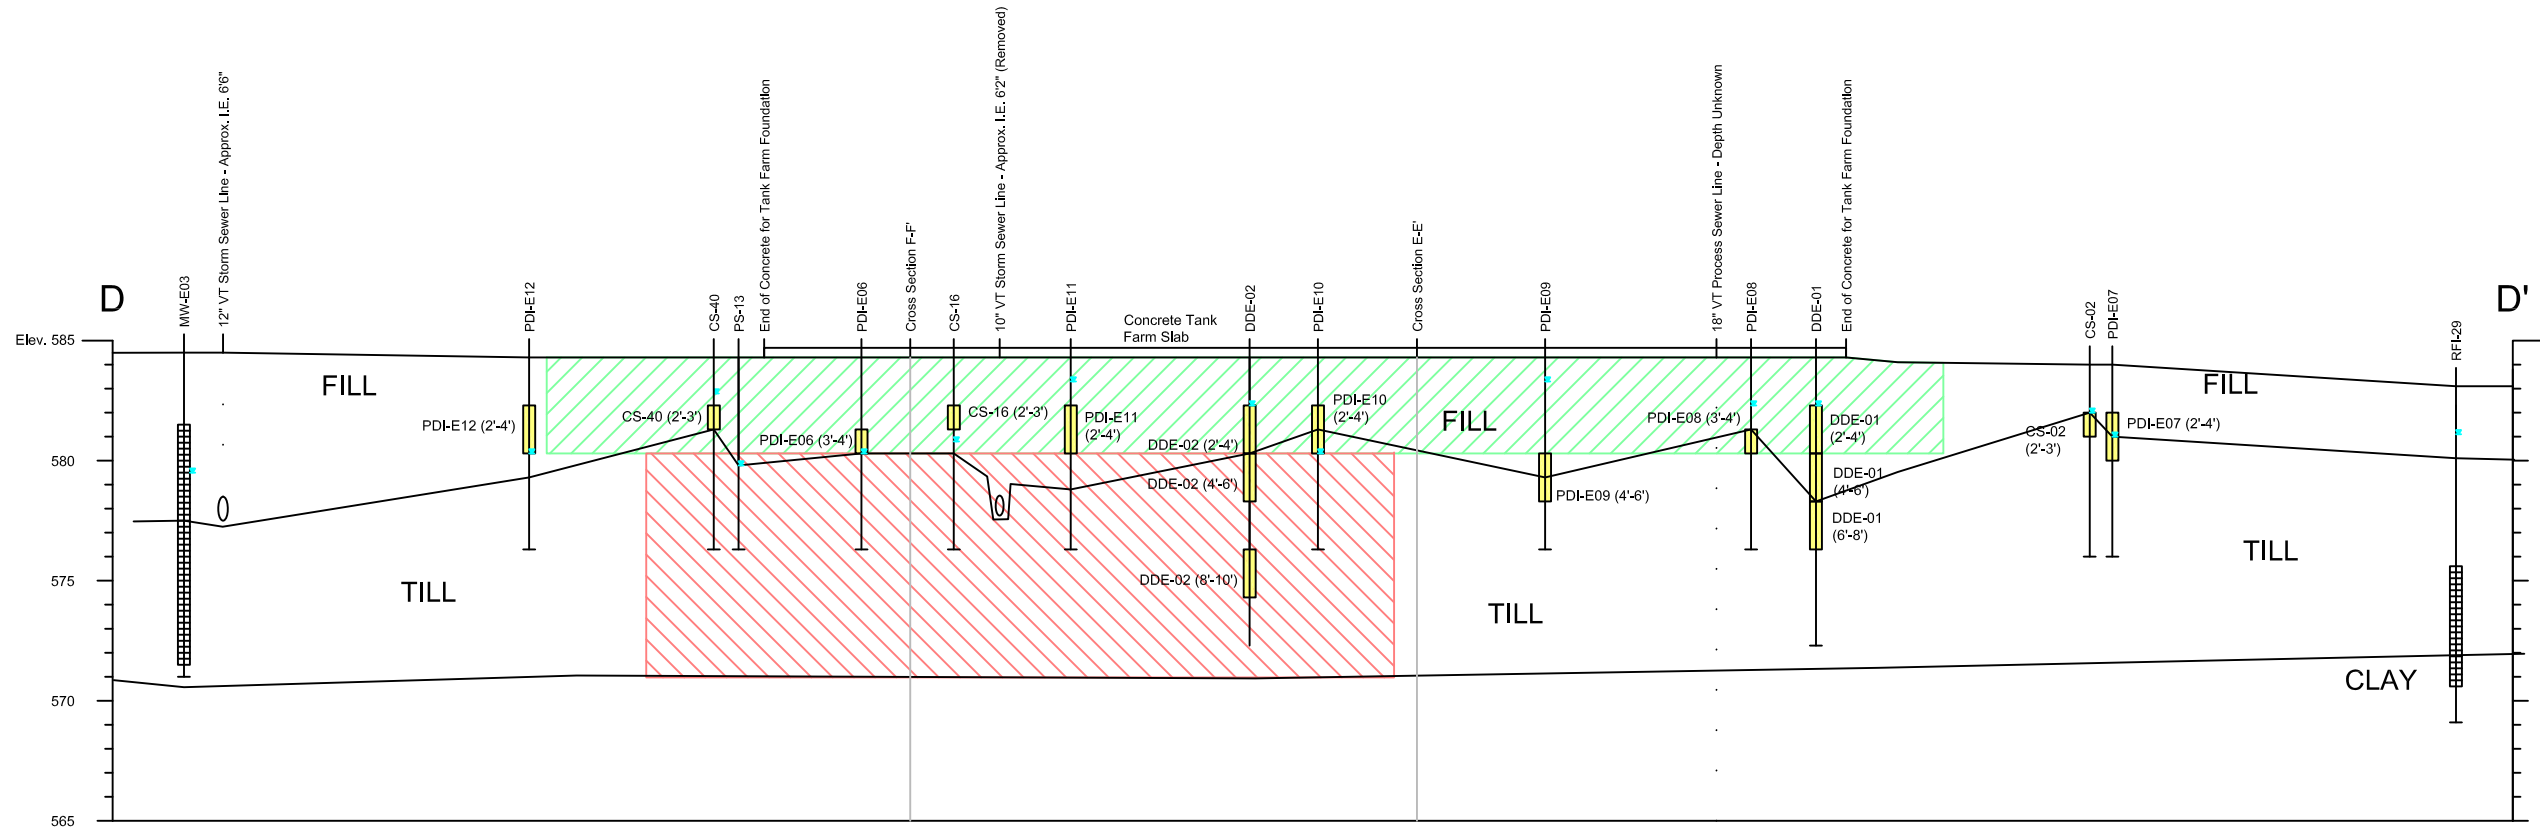 MW-E03
12" VT Storm Sewer Line - Approx. I.E. 6'6"
PDI-E12
CS-40
PS-13
End of Concrete for Tank Farm Foundation
PDI-E06
Cross Section F-F'
CS-16
10" VT Storm Sewer Line - Approx. I.E. 6'2" (Removed)
PDI-E11
DDE-02
PDI-E10
Cross Section E-E'
PDI-E09
18" VT Process Sewer Line - Depth Unknown
PDI-E08
DDE-01
End of Concrete for Tank Farm Foundation
CS-02
PDI-E07
RFI-29
D
D'
Concrete Tank
Farm Slab
Elev. 585
580
575
570
565
FILL
FILL
FILL
PDI-E12 (2'-4')
CS-40 (2'-3')
PDI-E06 (3'-4')
CS-16 (2'-3')
PDI-E11
(2'-4')
DDE-02 (2'-4')
DDE-02 (4'-6')
DDE-02 (8'-10')
PDI-E10
(2'-4')
PDI-E09 (4'-6')
PDI-E08 (3'-4')
DDE-01
(2'-4')
DDE-01
(4'-6')
DDE-01
(6'-8')
CS-02
(2'-3')
PDI-E07 (2'-4')
TILL
TILL
TILL
CLAY